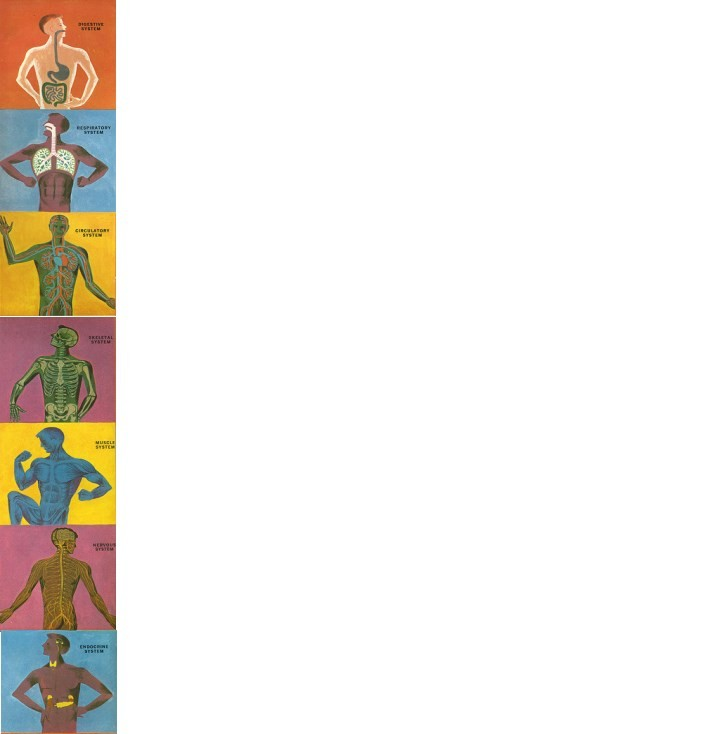 DIGESTIVE
SYSTEM
RESPIRATORY
SYSTEM
CIRCULATORY
SYSTEM
SKELETAL
SYSTEM
MUSCLE
SYSTEM
NERVOUS
SYSTEM
ENDOCRINE
SYSTEM